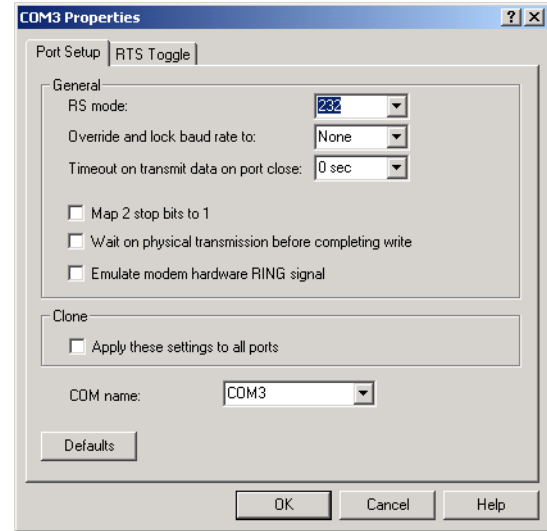 COM3 Properties
Port Setup RTS Toggle
General
RS mode: 232
Override and lock baud rate to: None
Timeout on transmit data on port close: 0 sec
Map 2 stop bits to 1
Wait on physical transmission before completing write
Emulate modem hardware RING signal
Clone
Apply these settings to all ports
COM name: COM3
Defaults
OK Cancel Help